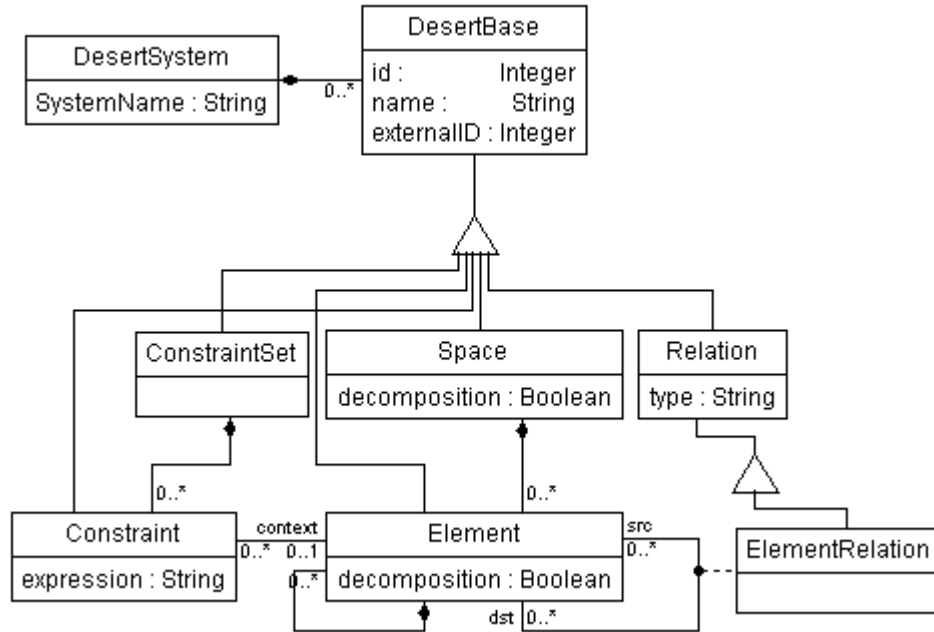 DesertBase
id : Integer
name : String
externalID : Integer
DesertSystem
SystemName : String
0..*
ConstraintSet
Space
decomposition : Boolean
Relation
type : String
0..*
0..*
Constraint
expression : String
context
0..* 0..1
Element
decomposition : Boolean
0..*
src
0..*
dst 0..*
ElementRelation